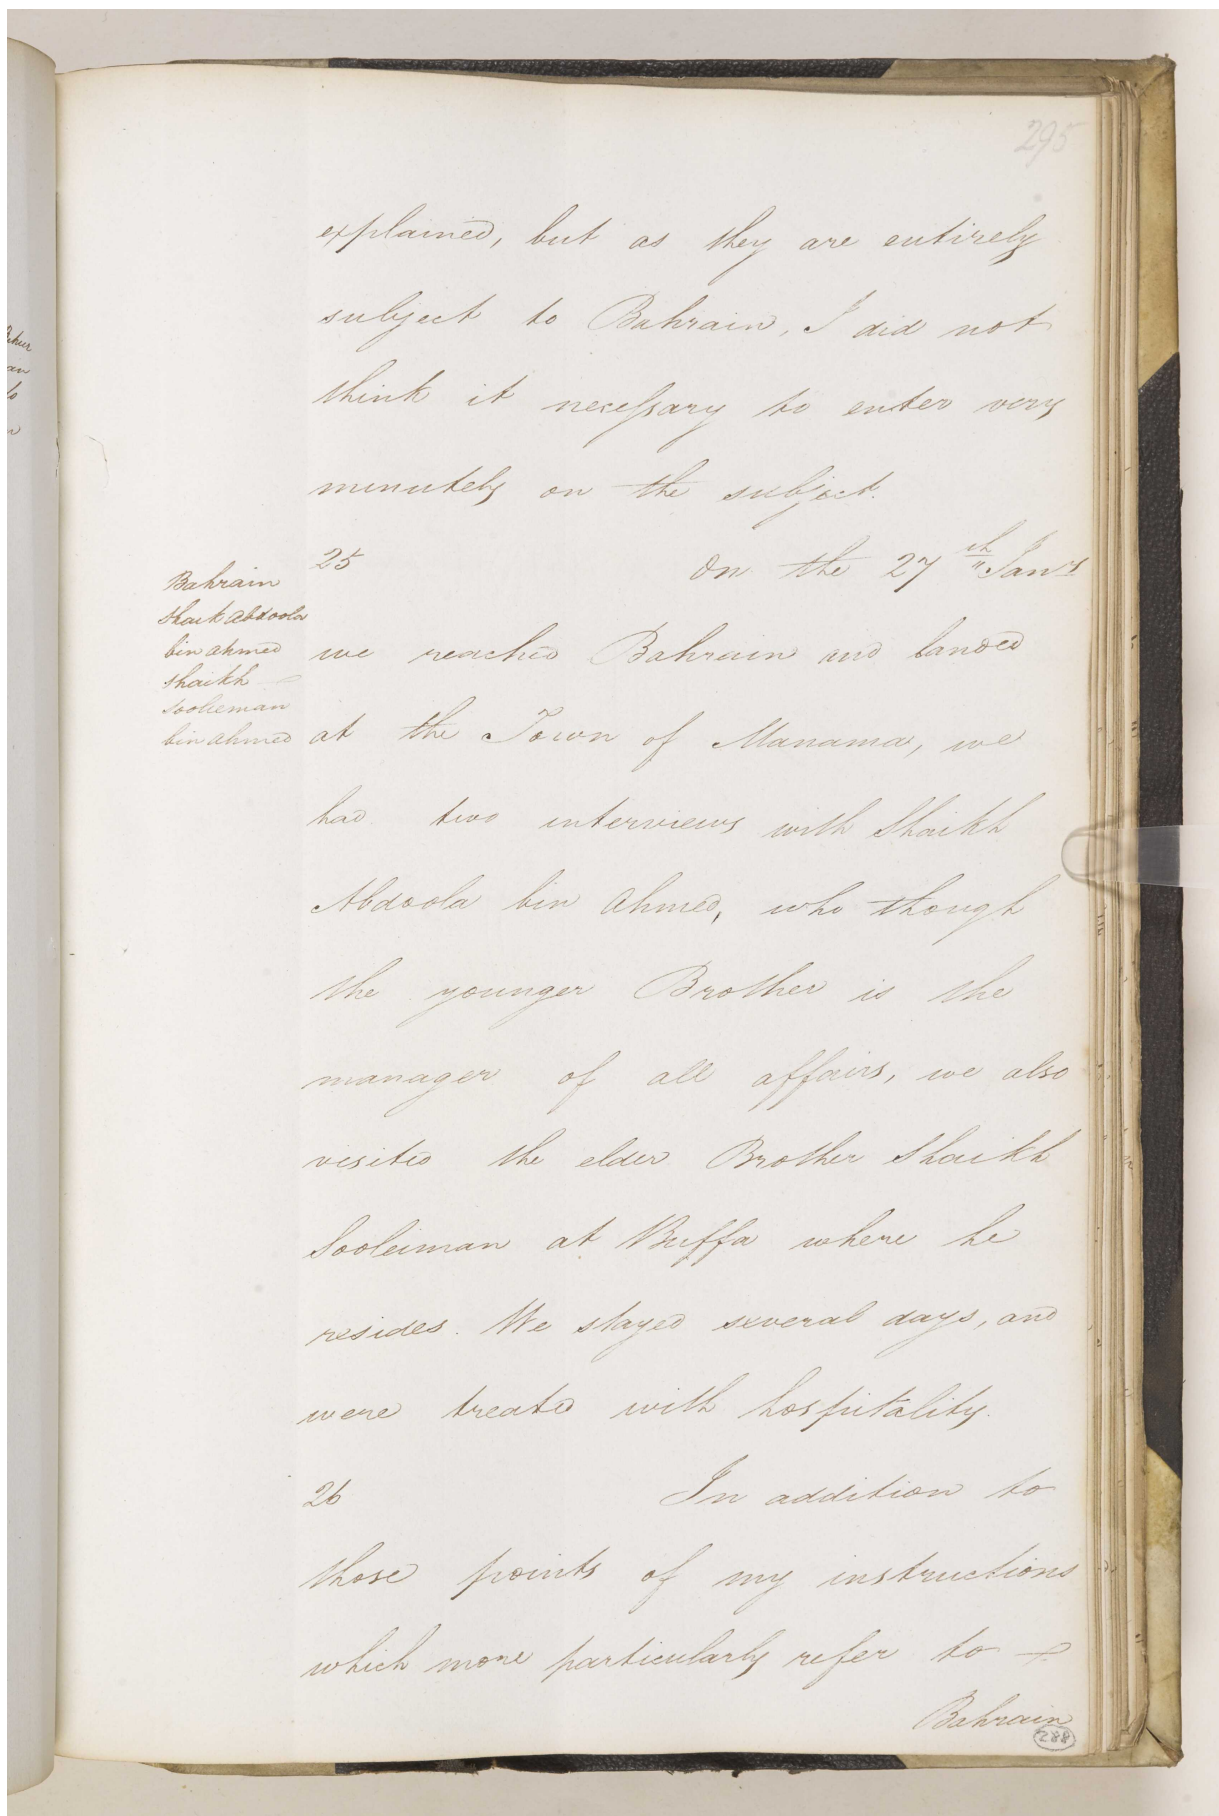 295
explained, but as they are entirely
subject to Bahrain, I did not
think it necessary to enter very
minutely on the subject.
25 On the 27th Jany
Bahrain
Shaik Abdoola
bin Ahmed
Shaikh
Sooleman
bin Ahmed
we reached Bahrain and landed
at the Town of Manama, we
had two interviews with Shaikh
Abdoola bin Ahmed, who though
the younger Brother is the
manager of all affairs, we also
visited the elder Brother Shaikh
Sooleiman at Ruffa where he
resides. We stayed several days, and
were treated with hospitality.
26 In addition to
those points of my instructions
which more particularly refer to
Bahrain
288